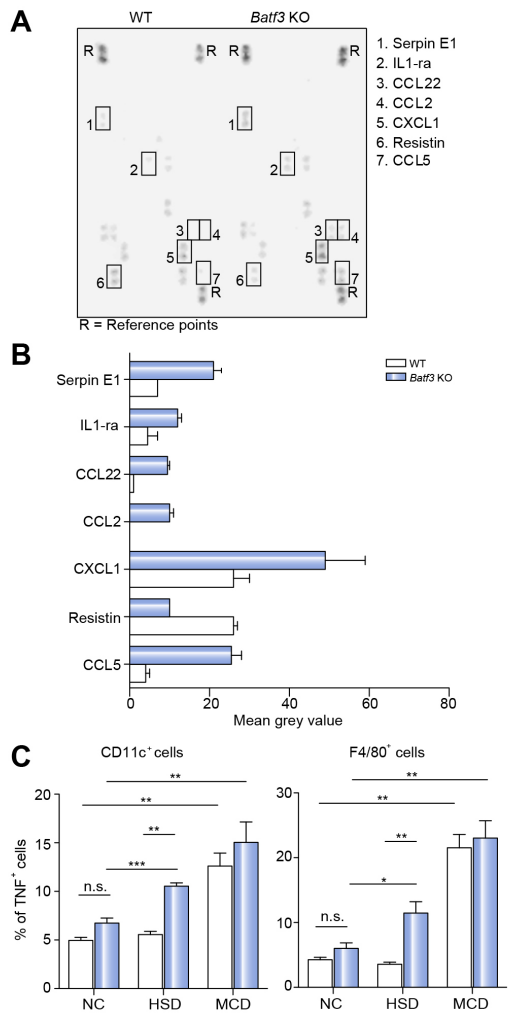 A
WT
Batf3 KO
R
R
R
R
1. Serpin E1
2. IL1-ra
3. CCL22
4. CCL2
5. CXCL1
6. Resistin
7. CCL5
1
1
2
2
3
4
3
4
5
5
6
7
6
7
R
R
R = Reference points
B
WT
Batf3 KO
Serpin E1
IL1-ra
CCL22
CCL2
CXCL1
Resistin
CCL5
0 20 40 60 80
Mean grey value
C
CD11c+ cells
F4/80+ cells
% of TNF+ cells
20
15
10
5
0
**
**
**
***
n.s.
NC HSD MCD
30
20
10
0
**
**
**
*
n.s.
NC HSD MCD